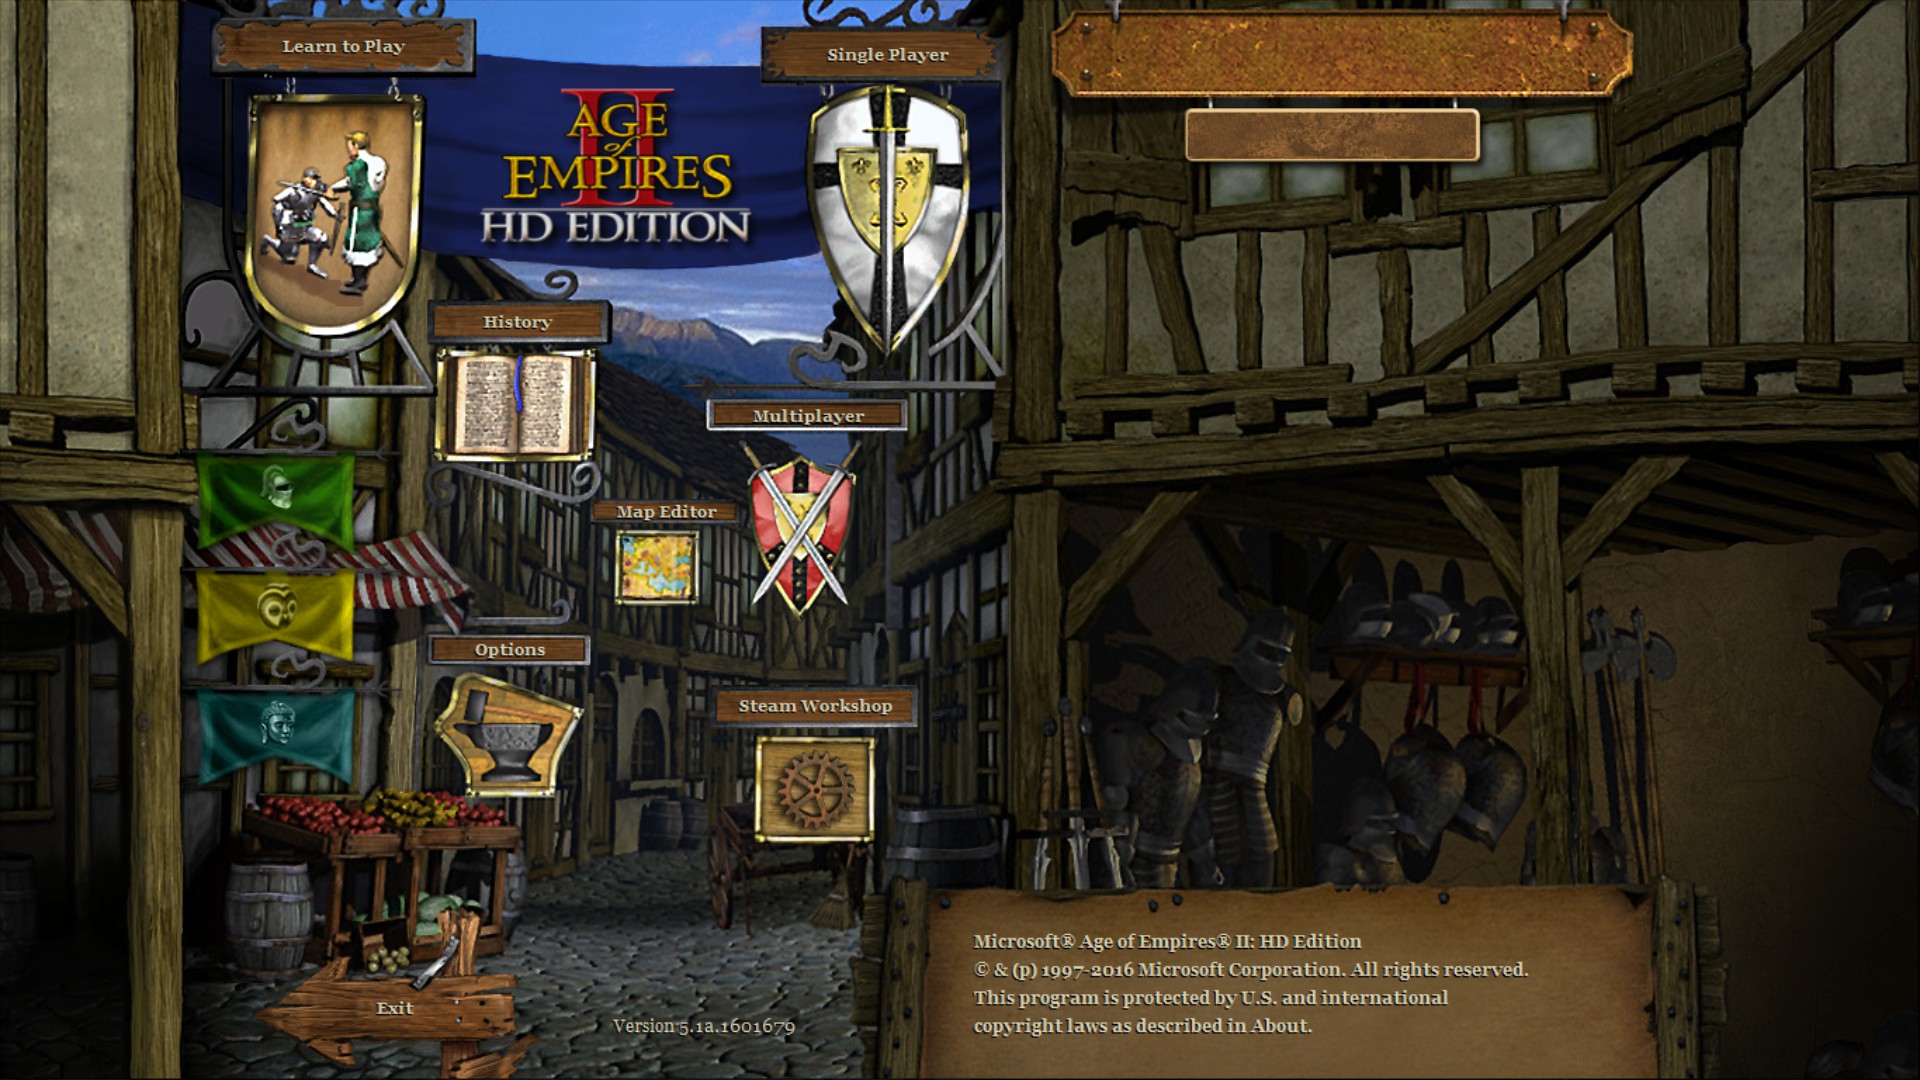 Learn to Play
Single Player
AGE
of
EMPIRES
II
HD EDITION
History
Multiplayer
Map Editor
Options
Steam Workshop
Exit
Version 5.1a.1601679
Microsoft® Age of Empires® II: HD Edition
© & (p) 1997-2016 Microsoft Corporation. All rights reserved.
This program is protected by U.S. and international
copyright laws as described in About.